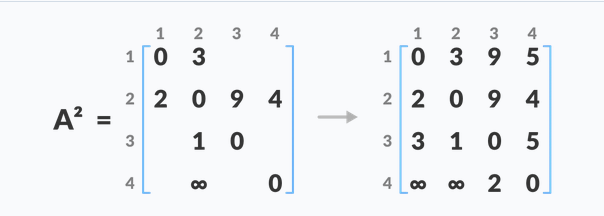 1 2 3 4 1 2 3 4
1 0 3 1 0 3 9 5
2 2 0 9 4 2 2 0 9 4
A² = 
3 1 0 3 3 1 0 5
4 ∞ 0 4 ∞ ∞ 2 0